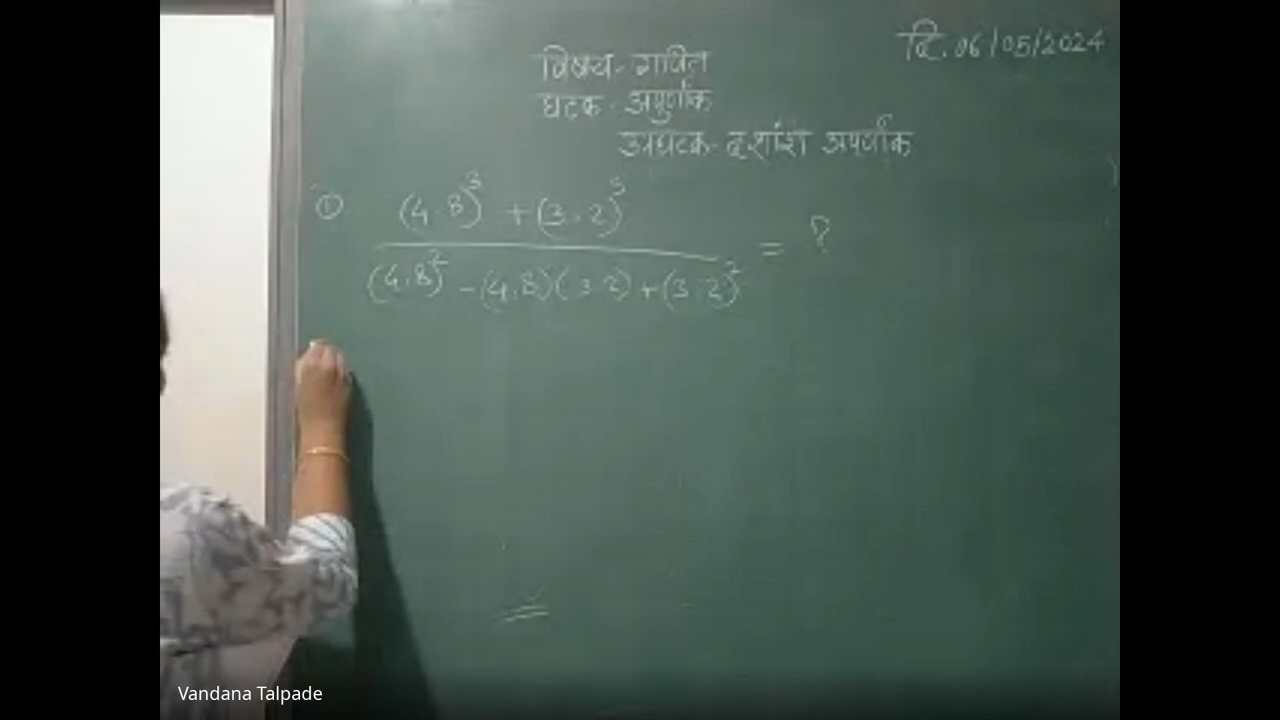 दि. 06/05/2024
विषय - गणित
घटक - अपुर्णांक
उपघटक - दशांश अपुर्णांक
① (4.8)³ + (3.2)³
(4.8)² - (4.8)(3.2) + (3.2)² = ?
Vandana Talpade